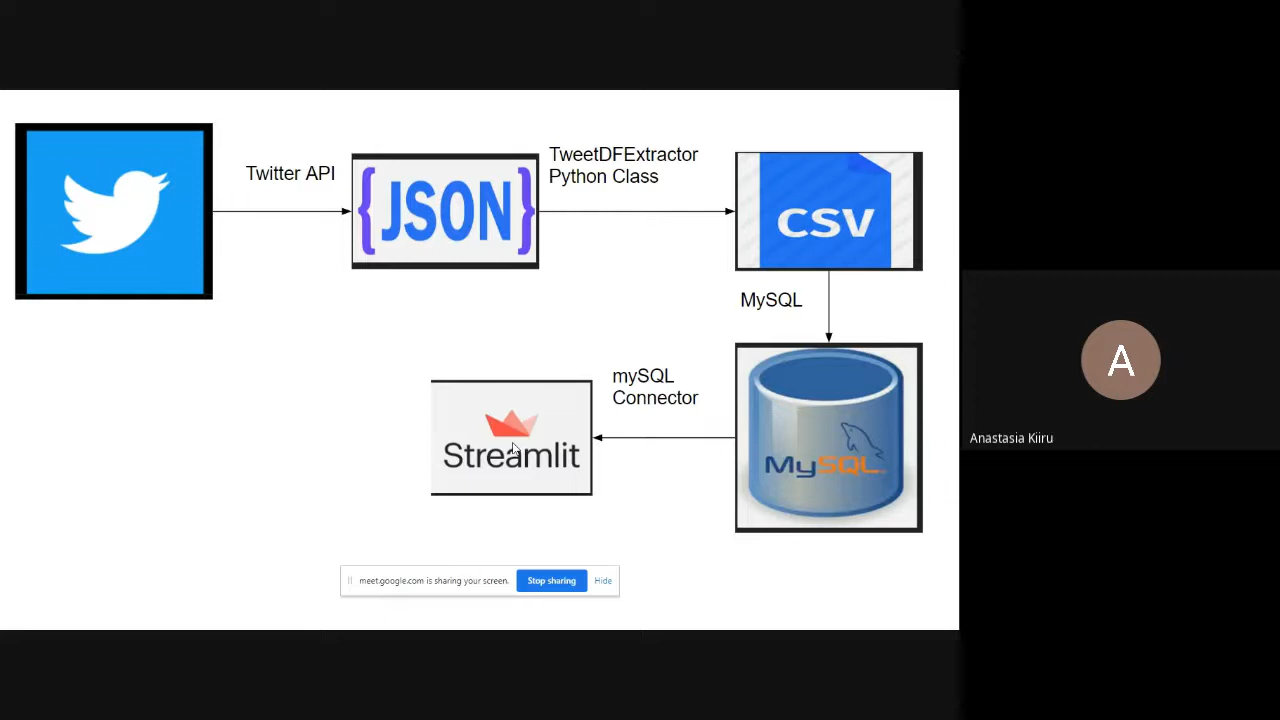 Twitter API
{JSON}
TweetDFExtractor
Python Class
CSV
MySQL
mySQL
Connector
Streamlit
MySQL
A
Anastasia Kiiru
meet.google.com is sharing your screen.
Stop sharing
Hide